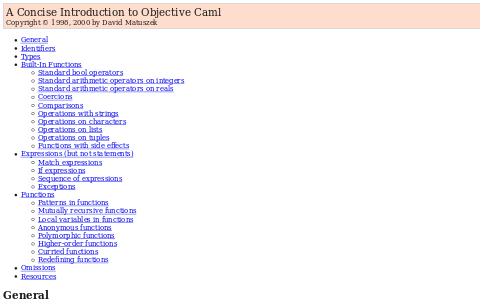 A Concise Introduction to Objective Caml
Copyright © 1998, 2000 by David Matuszek
General
Identifiers
Types
Built-In Functions
Standard bool operators
Standard arithmetic operators on integers
Standard arithmetic operators on reals
Coercions
Comparisons
Operations with strings
Operations on characters
Operations on lists
Operations on tuples
Functions with side effects
Expressions (but not statements)
Match expressions
If expressions
Sequence of expressions
Exceptions
Functions
Patterns in functions
Mutually recursive functions
Local variables in functions
Anonymous functions
Polymorphic functions
Higher-order functions
Curried functions
Redefining functions
Omissions
Resources
General